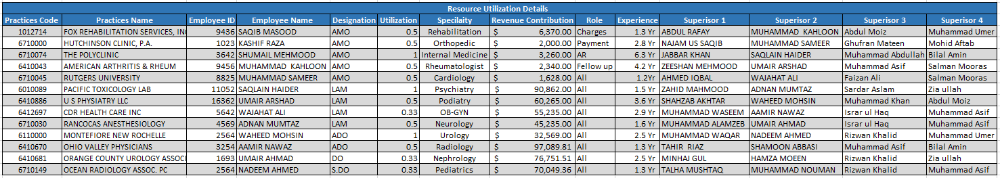 Resource Utilization Details
Practices Code Practices Name Employee ID Employee Name Designation Utilization Specilaity Revenue Contribution Role Experience Superisor 1 Superisor 2 Superisor 3 Superisor 4
1012714 FOX REHABILITATION SERVICES, IN 9436 SAQIB MASOOD AMO 0.5 Rehabilitation $ 6,370.00 Charges 1.3 Yr ABDUL RAFAY MUHAMMAD KAHLOON Abdul Moiz Muhammad Umer
6710000 HUTCHINSON CLINIC, P.A. 1023 KASHIF RAZA AMO 0.5 Orthopedic $ 2,000.00 Payment 2.8 Yr NAJAM US SAQIB MUHAMMAD SAMEER Ghufran Mateen Mohid Aftab
6710074 THE POLYCLINIC 3642 SHUMAIL MEHMOOD AMO 1 Internal Medicine $ 3,260.00 AR 6.3 Yr JABBAR KHAN SAQLAIN HAIDER Muhammad Abdullah Bilal Amin
6410043 AMERICAN ARTHRITIS & RHEUM 9456 MUHAMMAD KAHLOON AMO 0.5 Rheumatologist $ 2,340.00 Fellow up 4.2 Yr ZEESHAN MEHMOOD UMAIR ARSHAD Muhammad Asif Salman Mooras
6710045 RUTGERS UNIVERSITY 8825 MUHAMMAD SAMEER AMO 0.5 Cardiology $ 1,628.00 All 1.2Yr AHMED IQBAL WAJAHAT ALI Faizan Ali Salman Mooras
6010089 PACIFIC TOXICOLOGY LAB 11052 SAQLAIN HAIDER LAM 1 Psychiatry $ 90,862.00 All 1.5 Yr ZAHID MAHMOOD ADNAN MUMTAZ Sardar Aslam Zia ullah
6410886 U S PHYSIATRY LLC 16362 UMAIR ARSHAD LAM 0.5 Podiatry $ 60,265.00 All 3.6 Yr SHAHZAB AKHTAR WAHEED MOHSIN Muhammad Khan Abdul Moiz
6412697 CDR HEALTH CARE INC 5642 WAJAHAT ALI LAM 0.33 OB-GYN $ 55,235.00 All 2.9 Yr MUHAMMAD WASEEM AAMIR NAWAZ Israr ul Haq Muhammad Asif
6710030 RANCOCAS ANESTHESIOLOGY 4569 ADNAN MUMTAZ LAM 0.5 Neurology $ 45,235.00 All 1.6 Yr MUHAMMAD ALAMZEB UMAIR AHMAD Israr ul Haq Muhammad Asif
6110000 MONTEFIORE NEW ROCHELLE 2564 WAHEED MOHSIN ADO 1 Urology $ 32,569.00 All 2.5 Yr MUHAMMAD WAQAR NADEEM AHMED Rizwan Khalid Muhammad Umer
6410670 OHIO VALLEY PHYSICIANS 3254 AAMIR NAWAZ ADO 0.5 Radiology $ 97,089.81 All 1.3 Yr TAHIR RIAZ SHAMOON ABBASI Muhammad Asif Bilal Amin
6410681 ORANGE COUNTY UROLOGY ASSOCI 1693 UMAIR AHMAD DO 0.33 Nephrology $ 76,751.51 All 2.5 Yr MINHAJ GUL HAMZA MOEEN Rizwan Khalid Zia ullah
6710149 OCEAN RADIOLOGY ASSOC. PC 2564 NADEEM AHMED S.DO 0.33 Pediatrics $ 70,049.36 All 1.3 Yr TALHA MUSHTAQ MUHAMMAD NOUMAN Rizwan Khalid Muhammad Asif